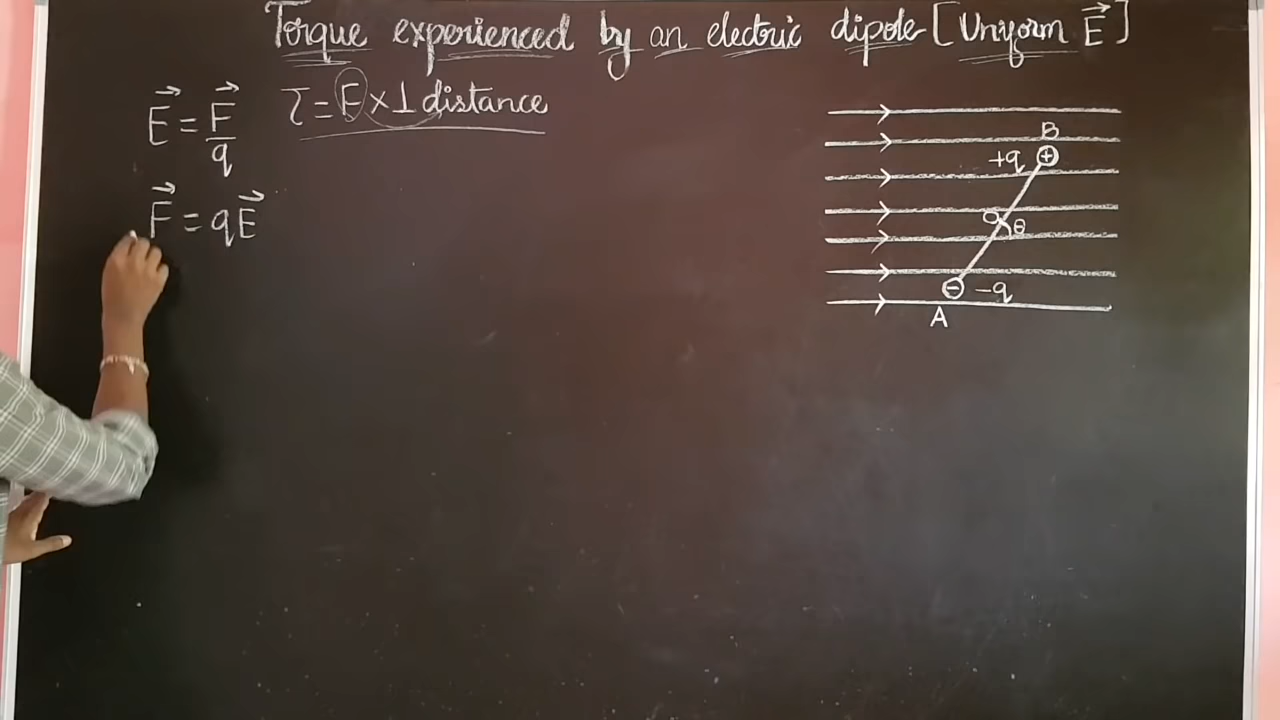 Torque experienced by an electric dipole [Uniform E⃗]
τ = F × ⊥ distance
E⃗ = F⃗/q
F⃗ = qE⃗
B
+q
+
O
θ
− −q
A